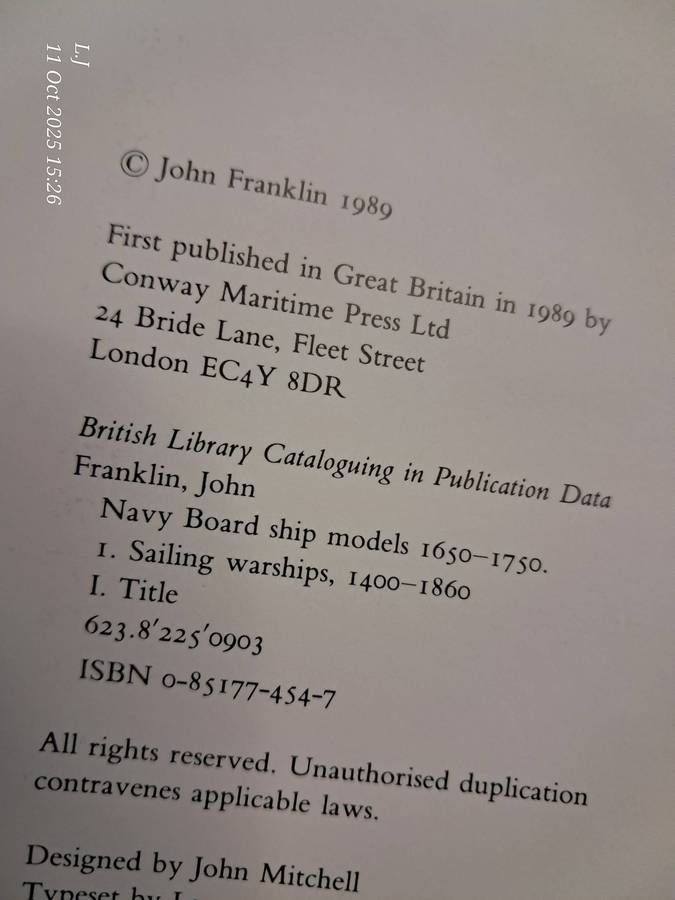 L.J
11 Oct 2025 15:26
© John Franklin 1989
First published in Great Britain in 1989 by
Conway Maritime Press Ltd
24 Bride Lane, Fleet Street
London EC4Y 8DR
British Library Cataloguing in Publication Data
Franklin, John
Navy Board ship models 1650–1750.
1. Sailing warships, 1400–1860
I. Title
623.8′225′0903
ISBN 0-85177-454-7
All rights reserved. Unauthorised duplication
contravenes applicable laws.
Designed by John Mitchell
Typeset by